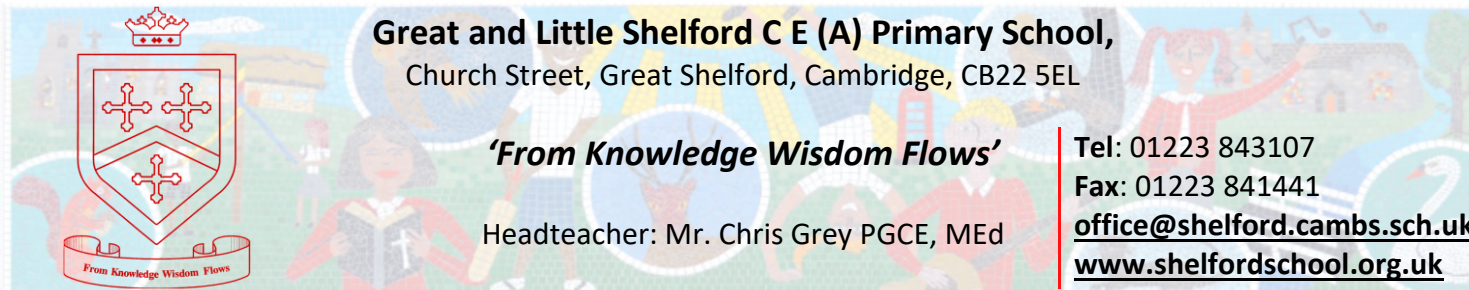 Great and Little Shelford C E (A) Primary School,
Church Street, Great Shelford, Cambridge, CB22 5EL
‘From Knowledge Wisdom Flows’
Headteacher: Mr. Chris Grey PGCE, MEd
Tel: 01223 843107
Fax: 01223 841441
office@shelford.cambs.sch.uk
www.shelfordschool.org.uk
From Knowledge Wisdom Flows